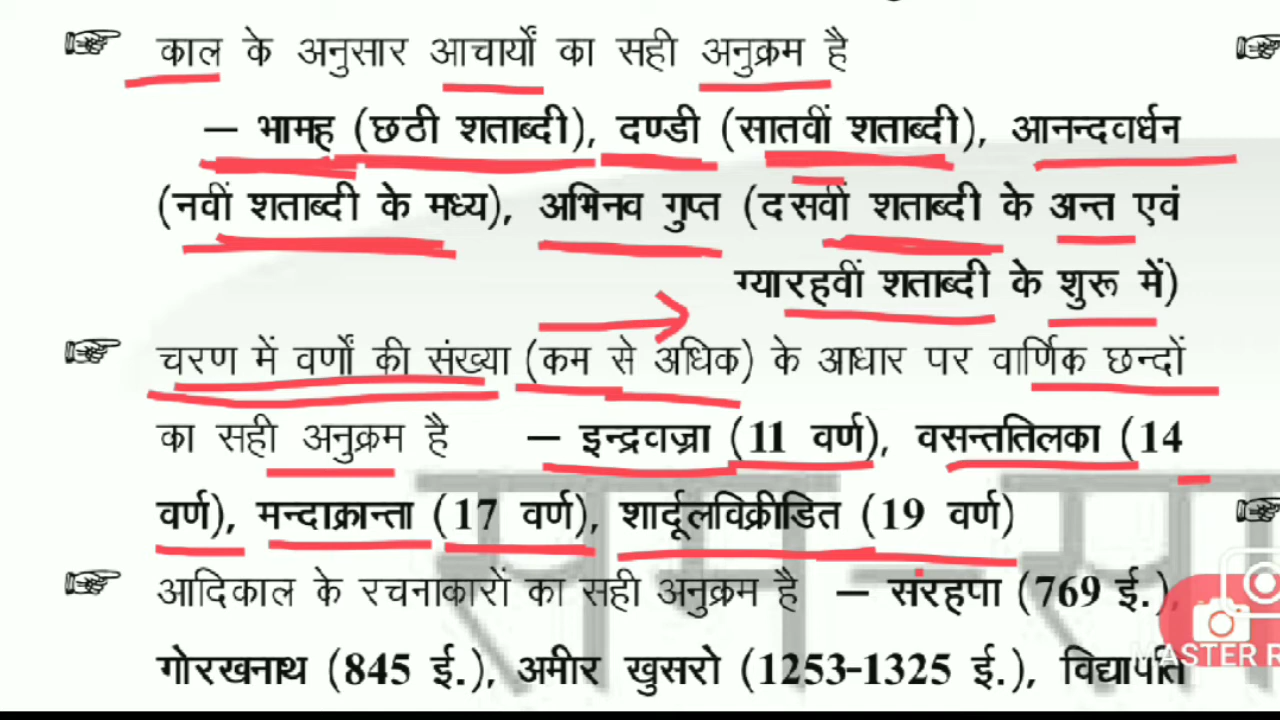 काल के अनुसार आचार्यों का सही अनुक्रम है
– भामह (छठी शताब्दी), दण्डी (सातवीं शताब्दी), आनन्दवार्धन
(नवीं शताब्दी के मध्य), अभिनव गुप्त (दसवीं शताब्दी के अन्त एवं
ग्यारहवीं शताब्दी के शुरू में)
चरण में वर्णों की संख्या (कम से अधिक) के आधार पर वार्णिक छन्दों
का सही अनुक्रम है – इन्द्रवज्रा (11 वर्ण), वसन्ततिलका (14
वर्ण), मन्दाक्रान्ता (17 वर्ण), शार्दूलविक्रीडित (19 वर्ण)
आदिकाल के रचनाकारों का सही अनुक्रम है – संरहपा (769 ई.),
गोरखनाथ (845 ई.), अमीर खुसरो (1253-1325 ई.), विद्यापति
MASTER R